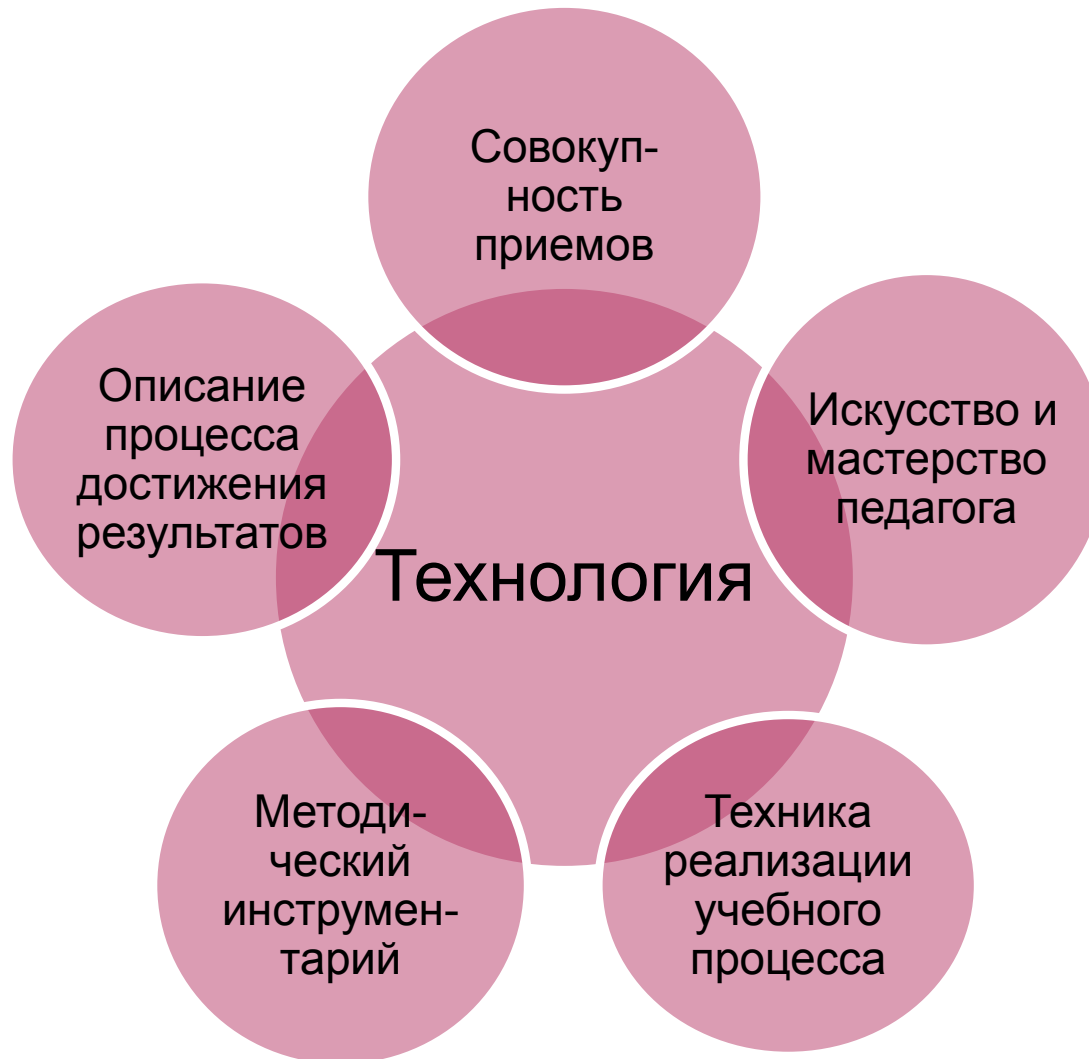 Совокуп-
ность
приемов
Искусство и
мастерство
педагога
Техника
реализации
учебного
процесса
Методи-
ческий
инструмен-
тарий
Описание
процесса
достижения
результатов
Технология